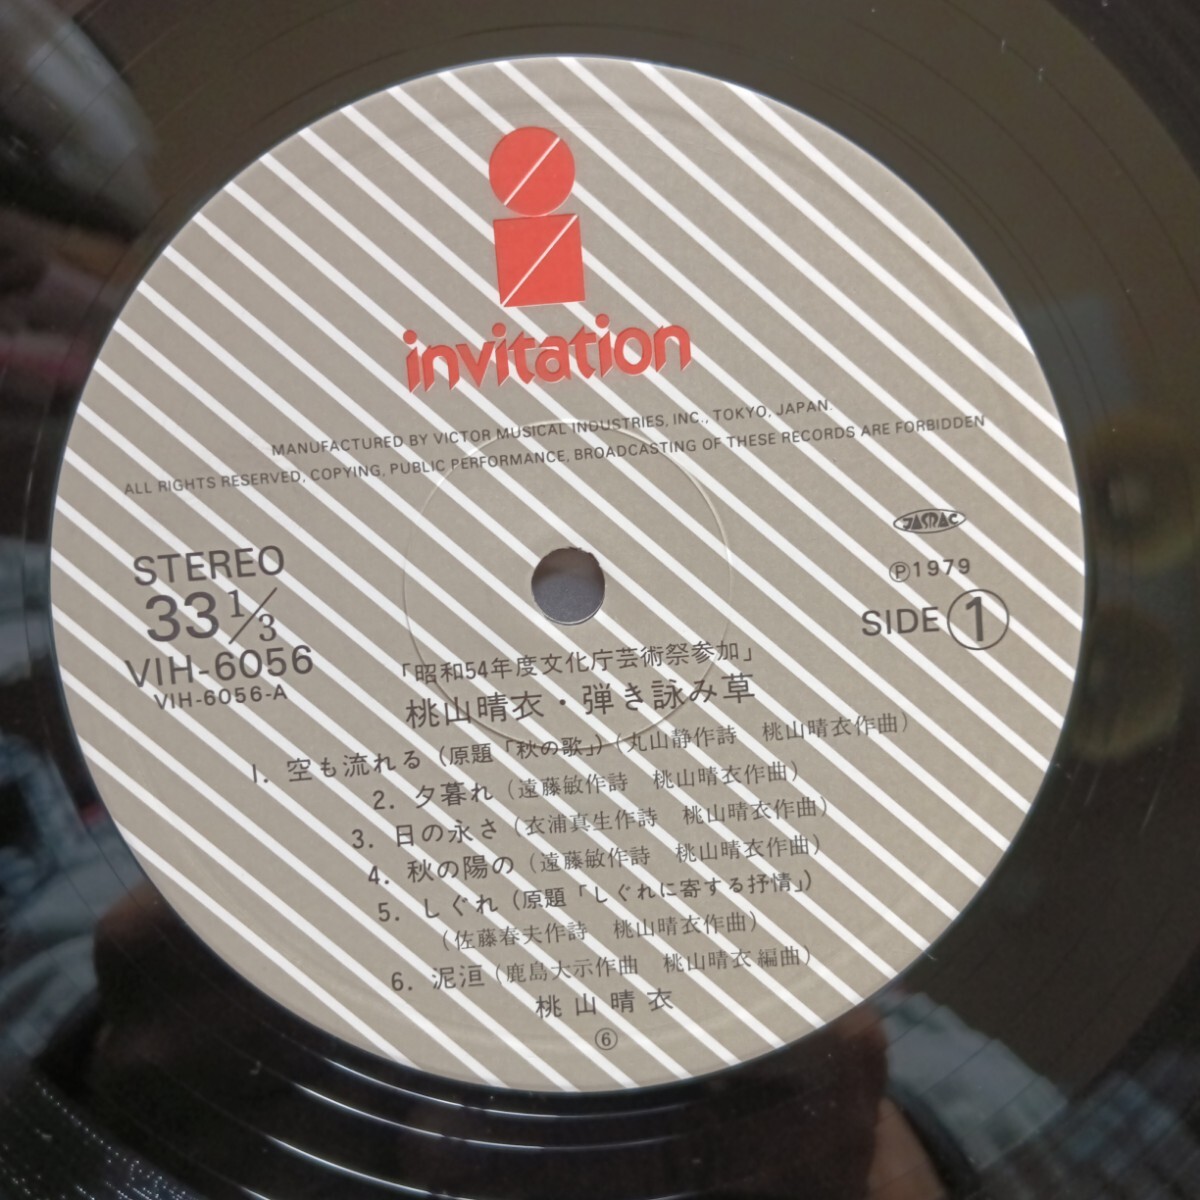 invitation
MANUFACTURED BY VICTOR MUSICAL INDUSTRIES, INC., TOKYO, JAPAN.
ALL RIGHTS RESERVED, COPYING, PUBLIC PERFORMANCE, BROADCASTING OF THESE RECORDS ARE FORBIDDEN
JASRAC
STEREO
33 1/3
VIH-6056
VIH-6056-A
Ⓟ1979
SIDE 1
「昭和54年度文化庁芸術祭参加」
桃山晴衣・弾き詠み草
1. 空も流れる (原題「秋の歌」) (丸山静作詩 桃山晴衣作曲)
2. 夕暮れ (遠藤敏作詩 桃山晴衣作曲)
3. 日の永さ (衣浦真生作詩 桃山晴衣作曲)
4. 秋の陽の (遠藤敏作詩 桃山晴衣作曲)
5. しぐれ (原題「しぐれに寄する抒情」)
(佐藤春夫作詩 桃山晴衣作曲)
6. 泥洹 (鹿島大示作曲 桃山晴衣編曲)
桃山晴衣
⑥